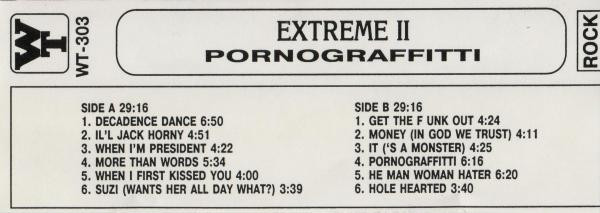 WT
WT-303
EXTREME II
PORNOGRAFFITTI
ROCK
SIDE A 29:16
1. DECADENCE DANCE 6:50
2. IL'L JACK HORNY 4:51
3. WHEN I'M PRESIDENT 4:22
4. MORE THAN WORDS 5:34
5. WHEN I FIRST KISSED YOU 4:00
6. SUZI (WANTS HER ALL DAY WHAT?) 3:39
SIDE B 29:16
1. GET THE F UNK OUT 4:24
2. MONEY (IN GOD WE TRUST) 4:11
3. IT ('S A MONSTER) 4:25
4. PORNOGRAFFITTI 6:16
5. HE MAN WOMAN HATER 6:20
6. HOLE HEARTED 3:40